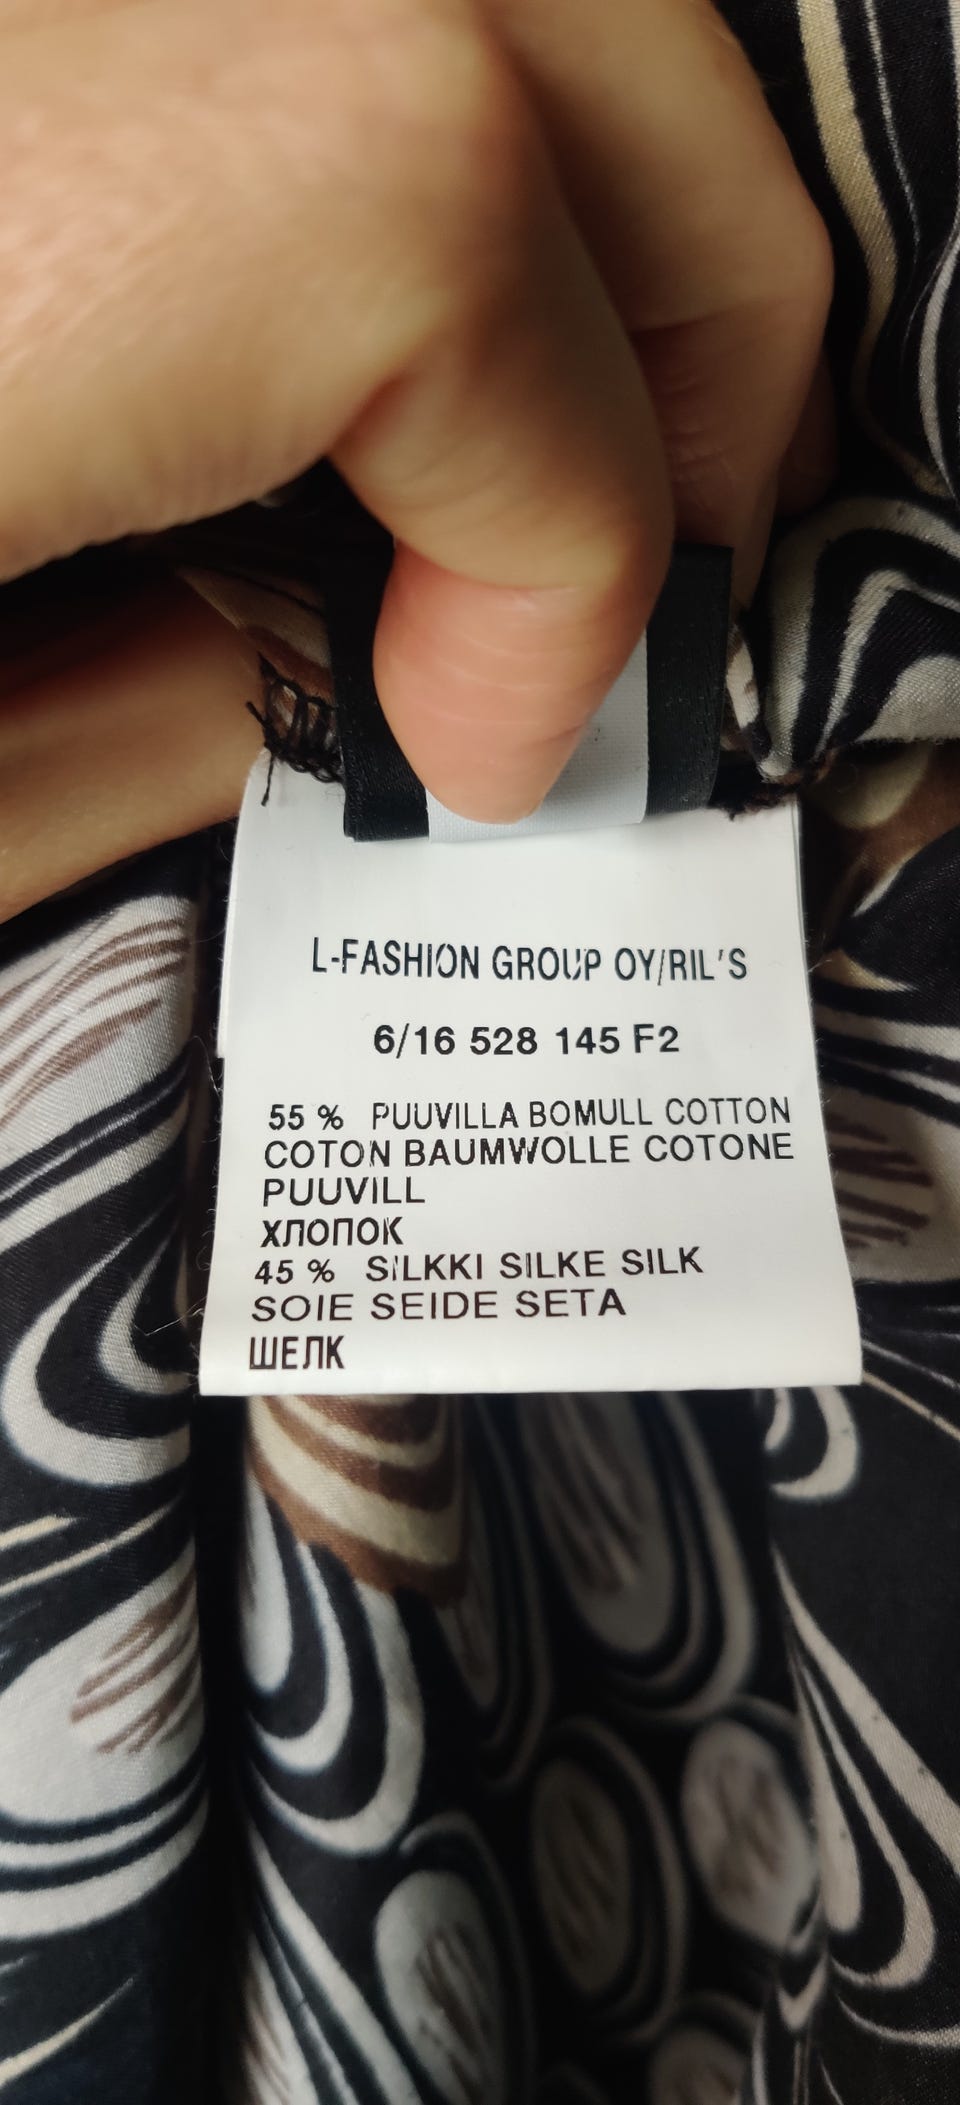 L-FASHION GROUP OY/RIL'S
6/16 528 145 F2
55 % PUUVILLA BOMULL COTTON
COTON BAUMWOLLE COTONE
PUUVILL
ХЛОПОК
45 % SILKKI SILKE SILK
SOIE SEIDE SETA
ШЕЛК